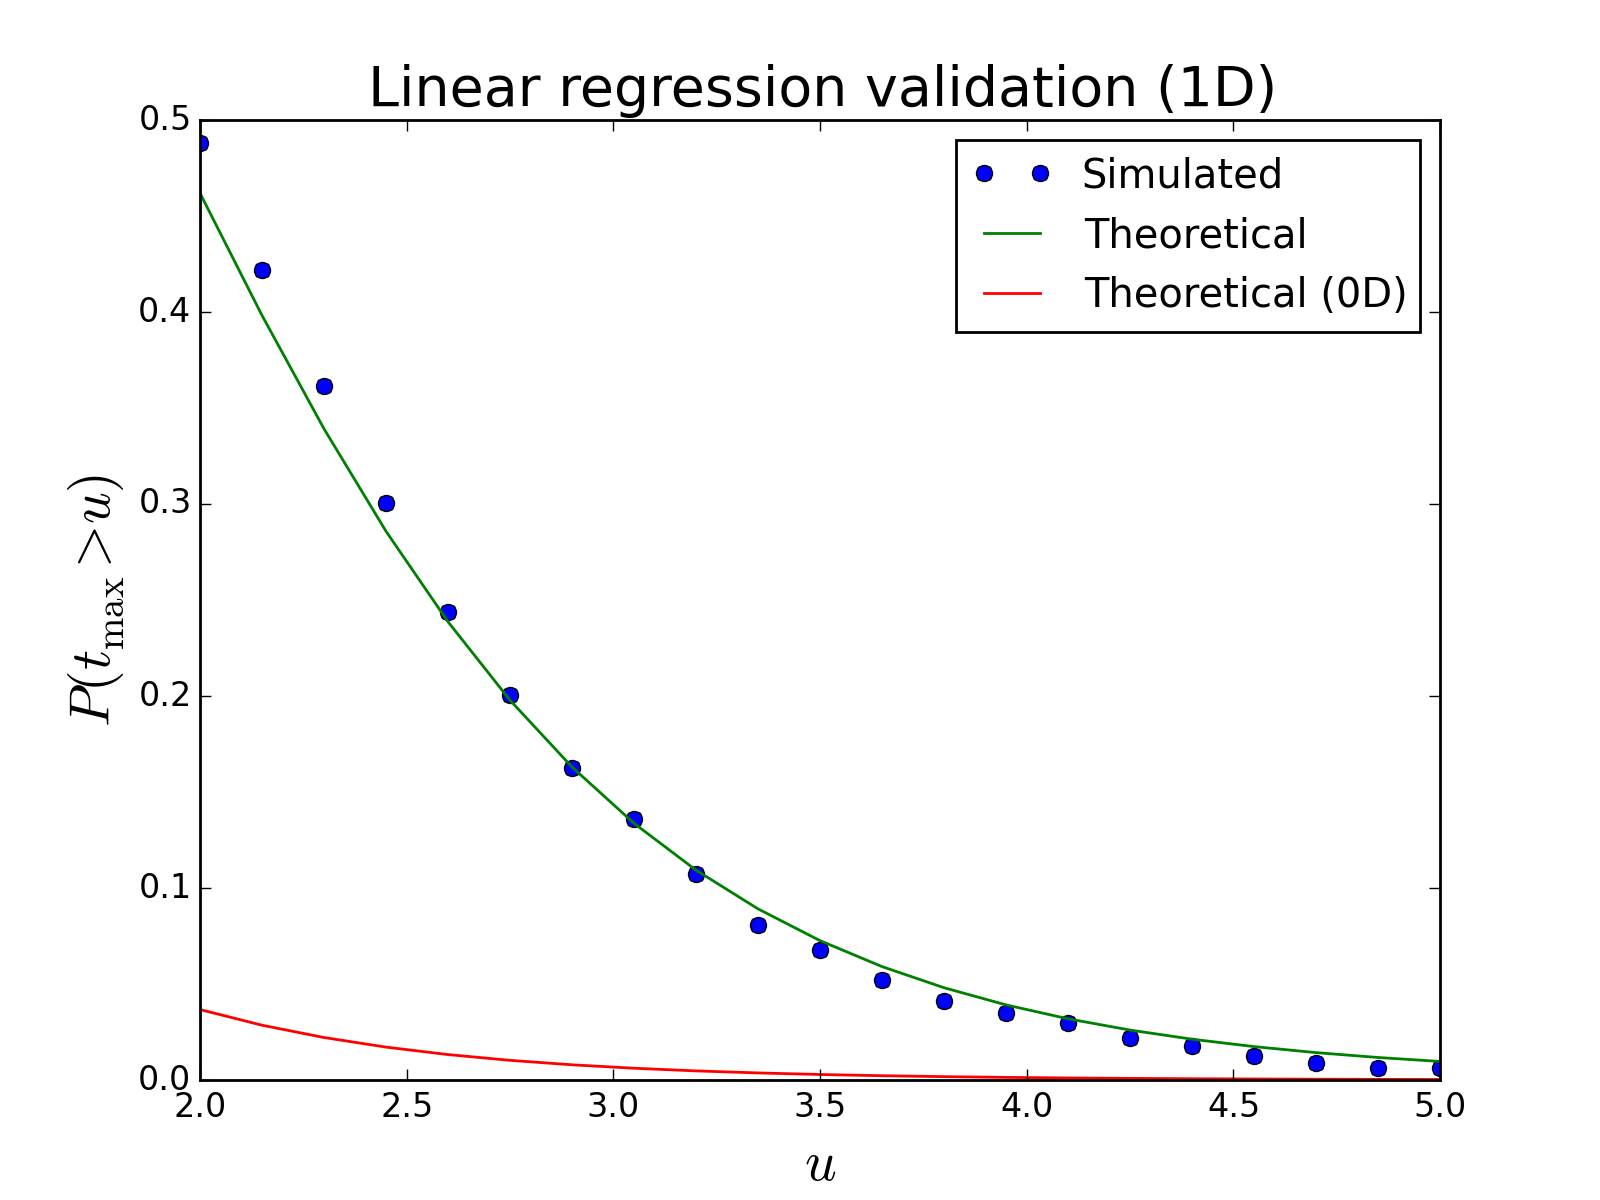 Linear regression validation (1D)
Simulated
Theoretical
Theoretical (0D)
P(t_max > u)
0.5
0.4
0.3
0.2
0.1
0.0
2.0 2.5 3.0 3.5 4.0 4.5 5.0
u